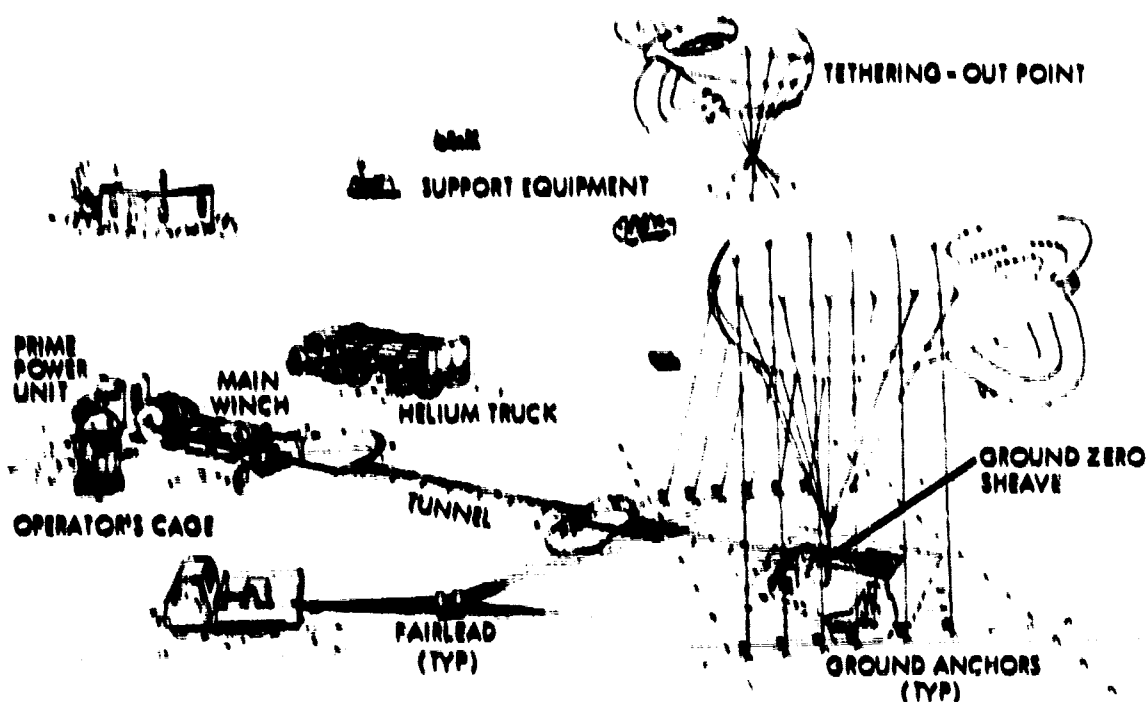 TETHERING - OUT POINT
SUPPORT EQUIPMENT
PRIME
POWER
UNIT
MAIN
WINCH
HELIUM TRUCK
GROUND ZERO
SHEAVE
TUNNEL
OPERATOR'S CAGE
FAIRLEAD
(TYP)
GROUND ANCHORS
(TYP)